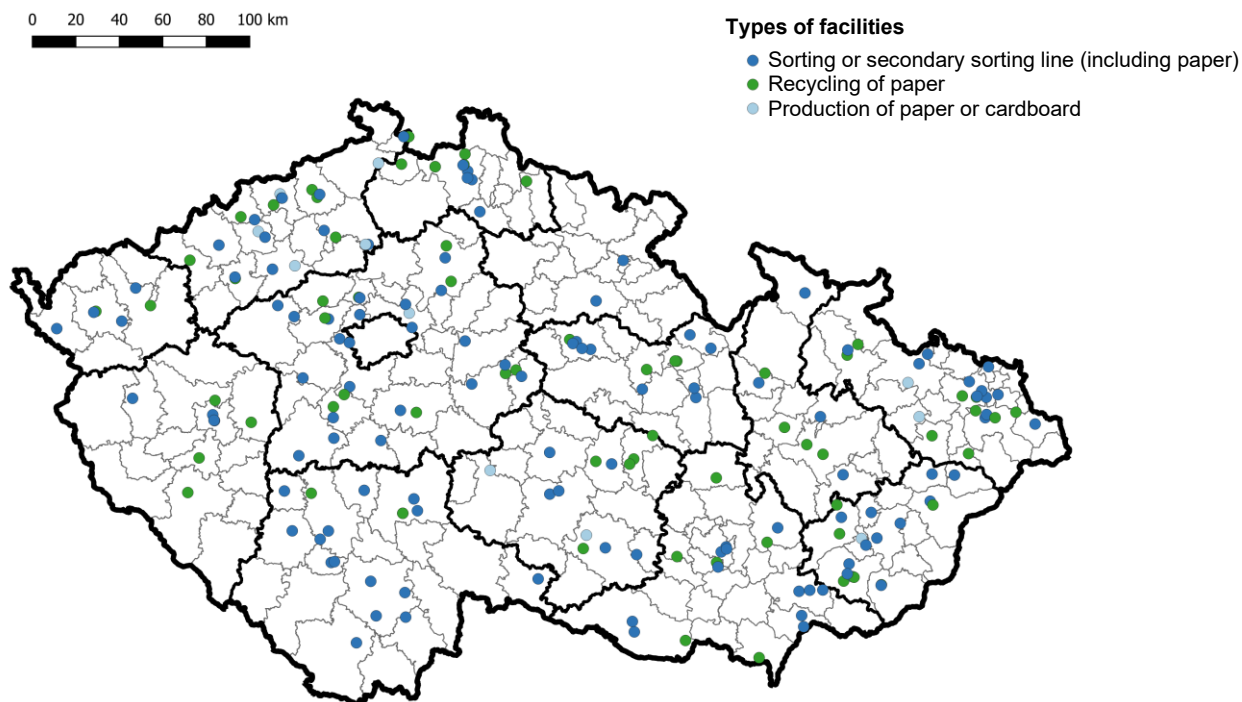 0 20 40 60 80 100 km
Types of facilities
Sorting or secondary sorting line (including paper)
Recycling of paper
Production of paper or cardboard